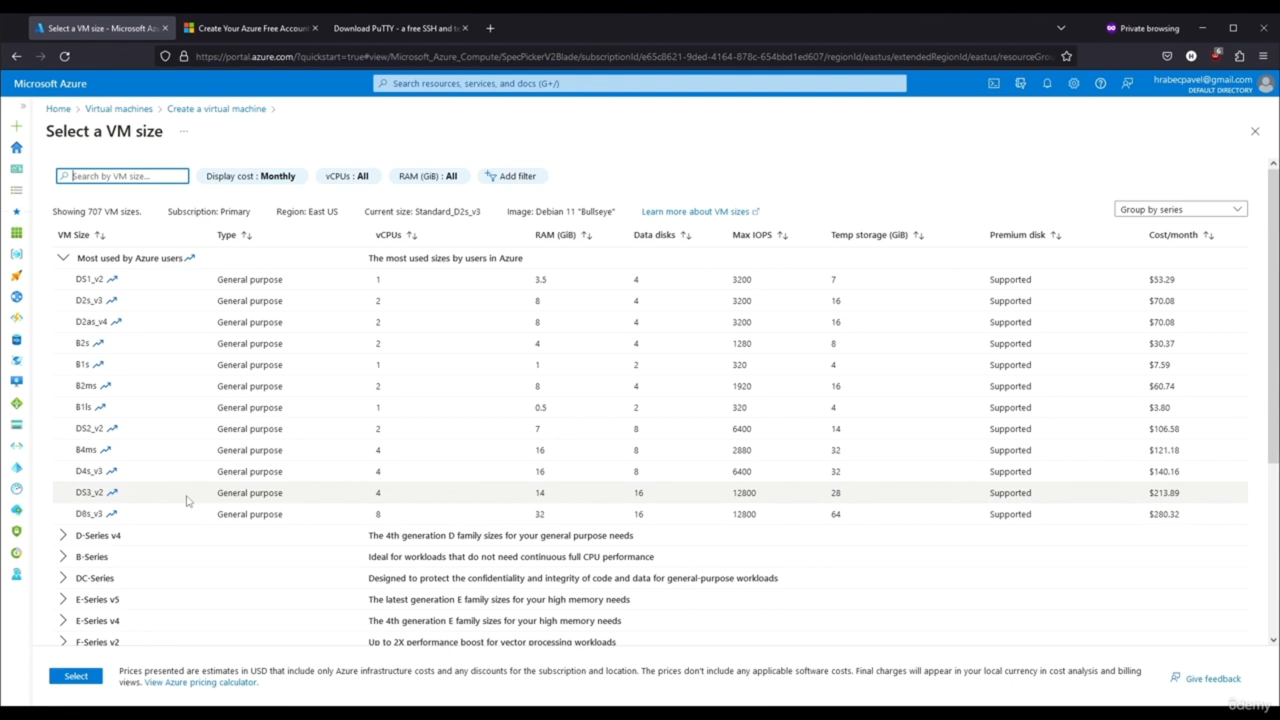 Select a VM size - Microsoft Az
Create Your Azure Free Account
Download PuTTY - a free SSH and te
Private browsing
https://portal.azure.com/?quickstart=true#view/Microsoft_Azure_Compute/SpecPickerV2Blade/subscriptionId/e65c8621-9ded-4164-878c-654bbed1ed607/regionId/eastus/extendedRegionId/eastus/resourceGro
Microsoft Azure
Search resources, services, and docs (G+/)
hrabecpavel@gmail.com
DEFAULT DIRECTORY
Home > Virtual machines > Create a virtual machine >
Select a VM size ...
Search by VM size...
Display cost : Monthly
vCPUs : All
RAM (GiB) : All
Add filter
Showing 707 VM sizes. Subscription: Primary Region: East US Current size: Standard_D2s_v3 Image: Debian 11 "Bullseye" Learn more about VM sizes
Group by series
VM Size Type vCPUs RAM (GiB) Data disks Max IOPS Temp storage (GiB) Premium disk Cost/month
Most used by Azure users The most used sizes by users in Azure
DS1_v2 General purpose 1 3.5 4 3200 7 Supported $53.29
D2s_v3 General purpose 2 8 4 3200 16 Supported $70.08
D2as_v4 General purpose 2 8 4 3200 16 Supported $70.08
B2s General purpose 2 4 4 1280 8 Supported $30.37
B1s General purpose 1 1 2 320 4 Supported $7.59
B2ms General purpose 2 8 4 1920 16 Supported $60.74
B1ls General purpose 1 0.5 2 320 4 Supported $3.80
DS2_v2 General purpose 2 7 8 6400 14 Supported $106.58
B4ms General purpose 4 16 8 2880 32 Supported $121.18
D4s_v3 General purpose 4 16 8 6400 32 Supported $140.16
DS3_v2 General purpose 4 14 16 12800 28 Supported $213.89
D8s_v3 General purpose 8 32 16 12800 64 Supported $280.32
D-Series v4 The 4th generation D family sizes for your general purpose needs
B-Series Ideal for workloads that do not need continuous full CPU performance
DC-Series Designed to protect the confidentiality and integrity of code and data for general-purpose workloads
E-Series v5 The latest generation E family sizes for your high memory needs
E-Series v4 The 4th generation E family sizes for your high memory needs
F-Series v2 Up to 2X performance boost for vector processing workloads
Select
Prices presented are estimates in USD that include only Azure infrastructure costs and any discounts for the subscription and location. The prices don't include any applicable software costs. Final charges will appear in your local currency in cost analysis and billing
views. View Azure pricing calculator.
Give feedback
ûdemy